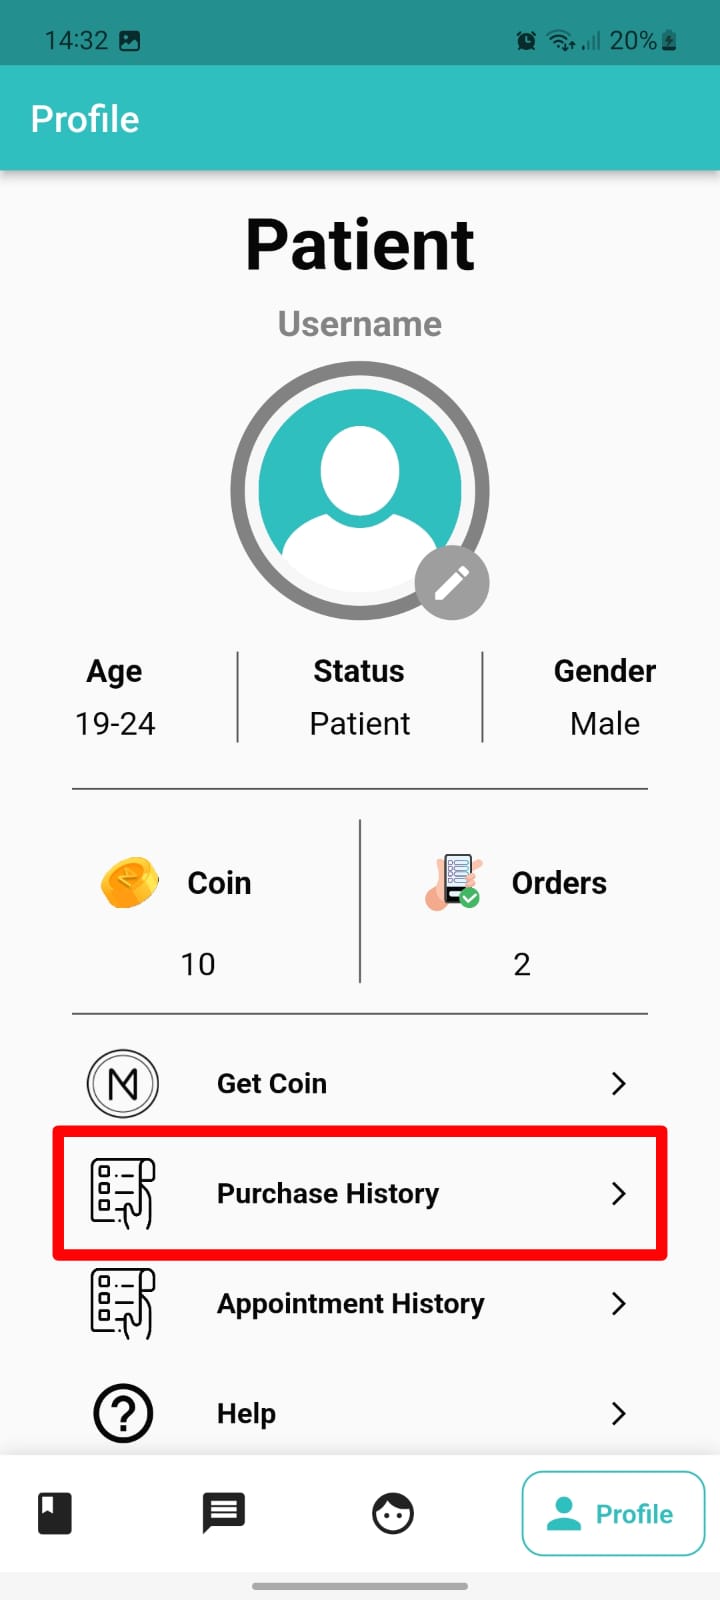 14:32 20%
Profile
Patient
Username
Age Status Gender
19-24 Patient Male
Coin Orders
10 2
Get Coin
Purchase History
Appointment History
Help
Profile